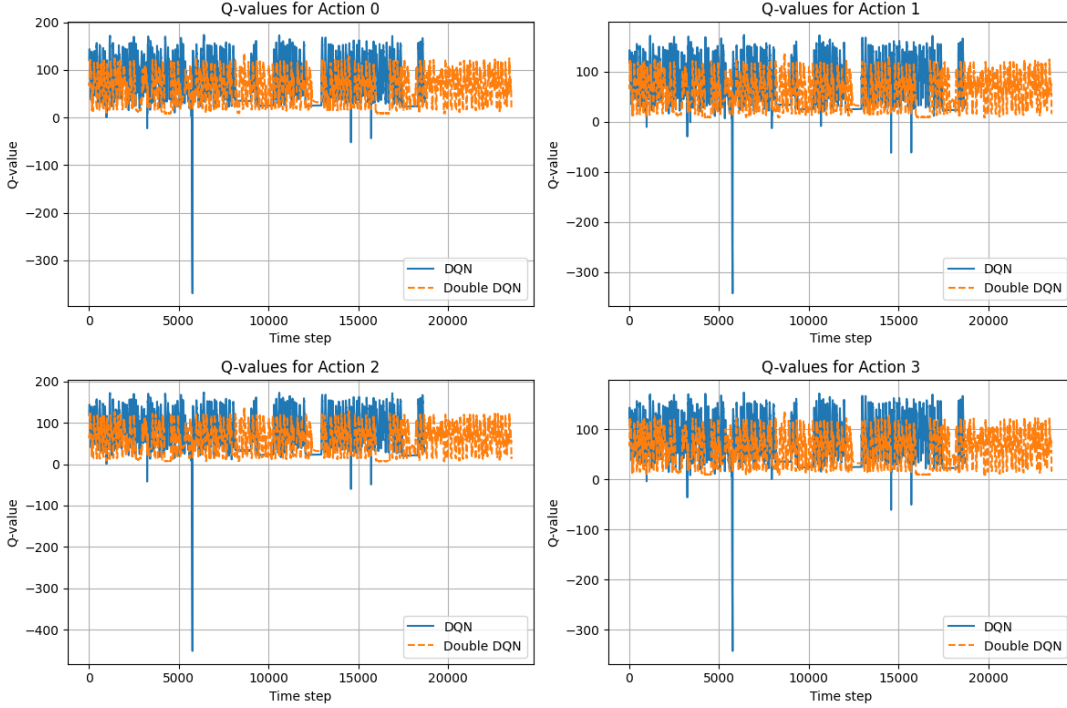 Q-values for Action 0
200
100
0
−100
−200
−300
Q-value
0
5000
10000
15000
20000
Time step
DQN
Double DQN
Q-values for Action 1
100
0
−100
−200
−300
Q-value
0
5000
10000
15000
20000
Time step
DQN
Double DQN
Q-values for Action 2
200
100
0
−100
−200
−300
−400
Q-value
0
5000
10000
15000
20000
Time step
DQN
Double DQN
Q-values for Action 3
100
0
−100
−200
−300
Q-value
0
5000
10000
15000
20000
Time step
DQN
Double DQN